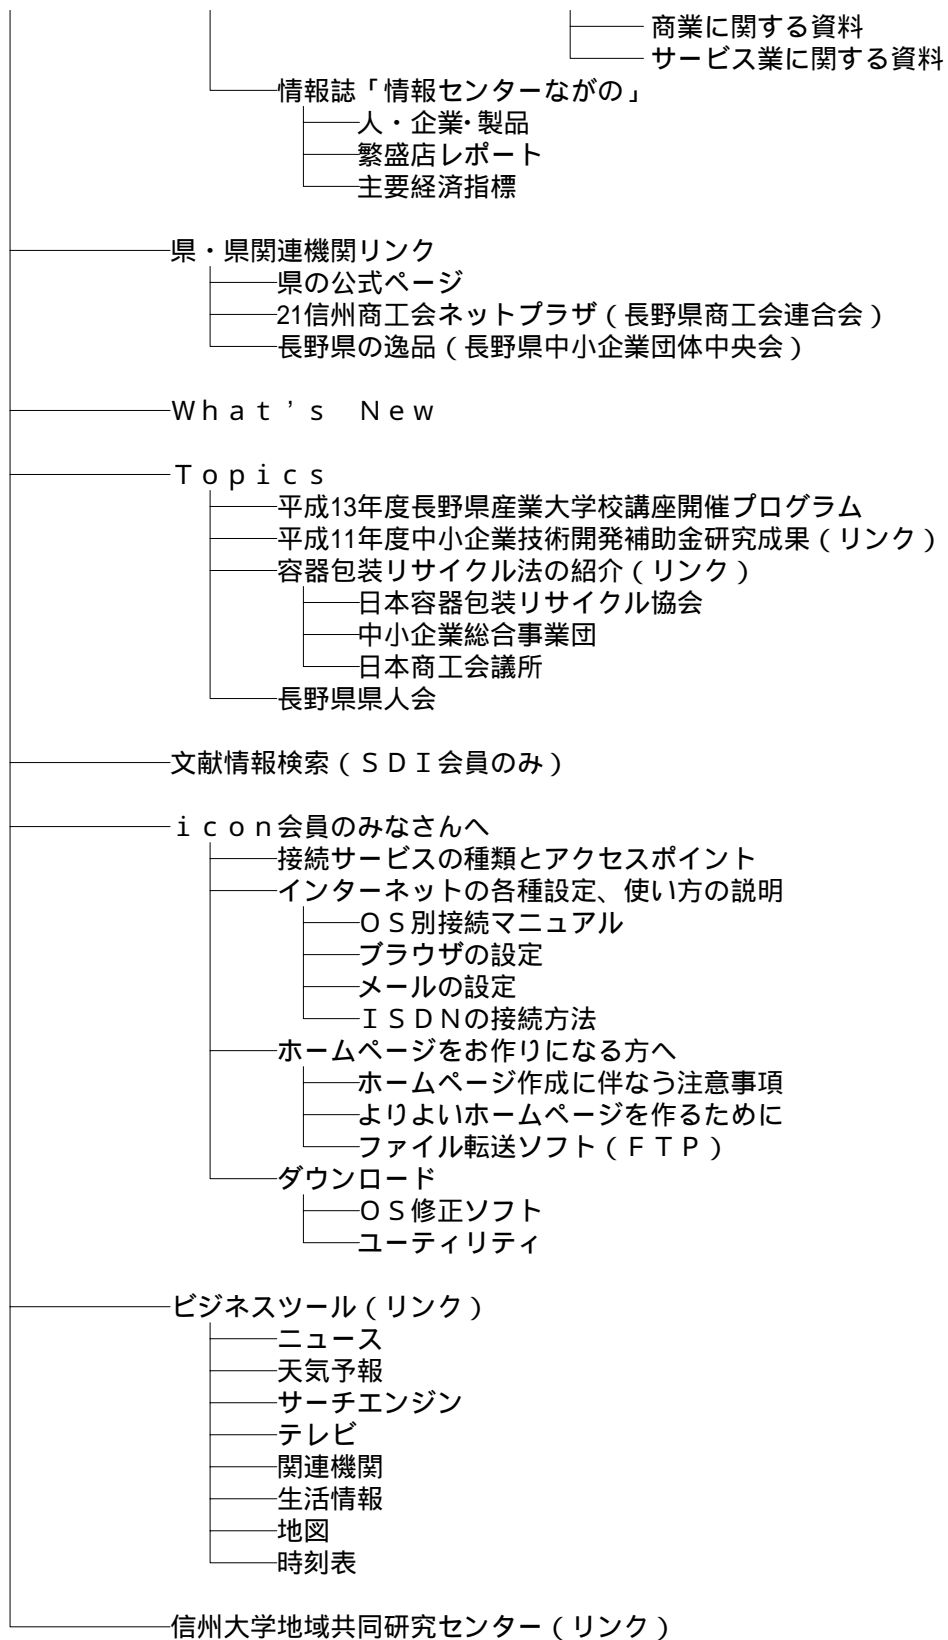 商業に関する資料
サービス業に関する資料
情報誌「情報センターながの」
人・企業・製品
繁盛店レポート
主要経済指標
県・県関連機関リンク
県の公式ページ
21信州商工会ネットプラザ（長野県商工会連合会）
長野県の逸品（長野県中小企業団体中央会）
Ｗｈａｔ’ｓ　Ｎｅｗ
Ｔｏｐｉｃｓ
平成13年度長野県産業大学校講座開催プログラム
平成11年度中小企業技術開発補助金研究成果（リンク）
容器包装リサイクル法の紹介（リンク）
日本容器包装リサイクル協会
中小企業総合事業団
日本商工会議所
長野県県人会
文献情報検索（ＳＤＩ会員のみ）
ｉｃｏｎ会員のみなさんへ
接続サービスの種類とアクセスポイント
インターネットの各種設定、使い方の説明
ＯＳ別接続マニュアル
ブラウザの設定
メールの設定
ＩＳＤＮの接続方法
ホームページをお作りになる方へ
ホームページ作成に伴なう注意事項
よりよいホームページを作るために
ファイル転送ソフト（ＦＴＰ）
ダウンロード
ＯＳ修正ソフト
ユーティリティ
ビジネスツール（リンク）
ニュース
天気予報
サーチエンジン
テレビ
関連機関
生活情報
地図
時刻表
信州大学地域共同研究センター（リンク）